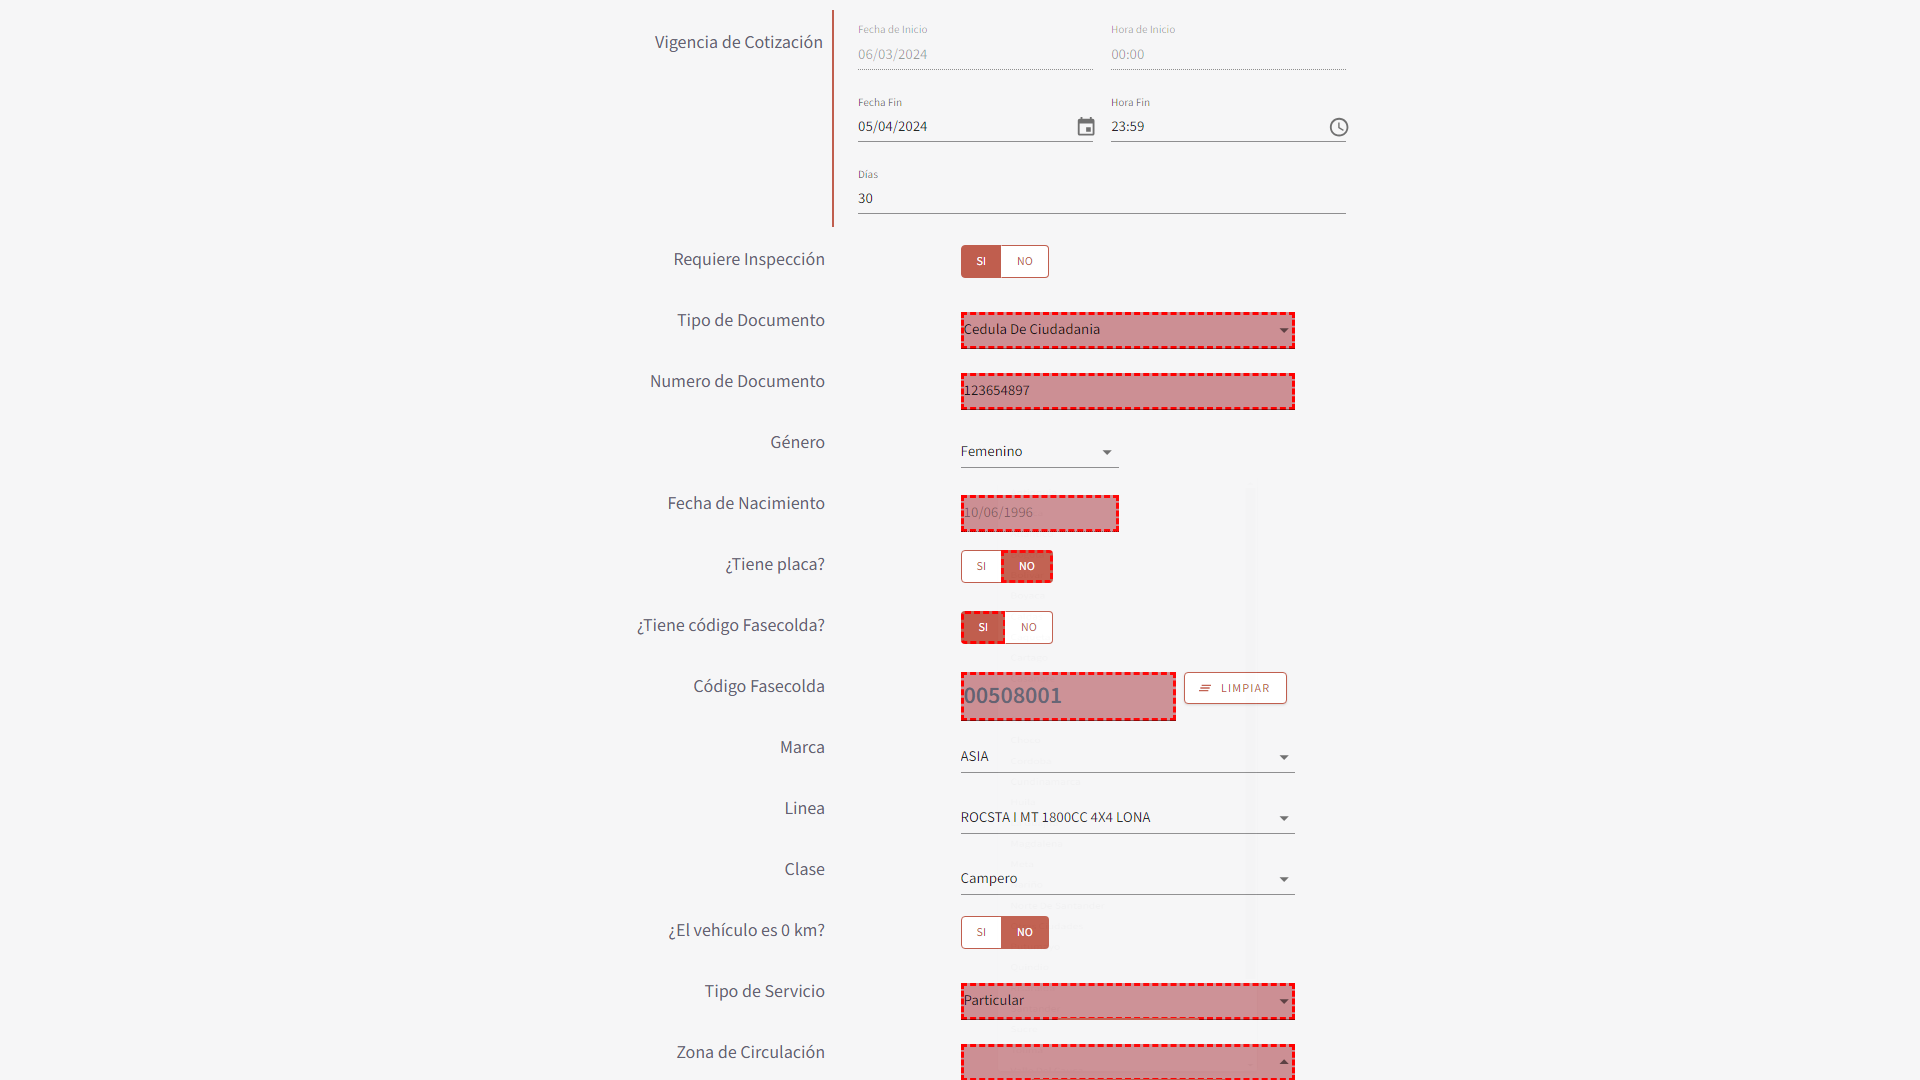 Vigencia de Cotización
Fecha de Inicio
06/03/2024
Hora de Inicio
00:00
Fecha Fin
05/04/2024
Hora Fin
23:59
Días
30
Requiere Inspección
SI NO
Tipo de Documento
Cedula De Ciudadania
Numero de Documento
123654897
Género
Femenino
Fecha de Nacimiento
10/06/1996
¿Tiene placa?
SI NO
¿Tiene código Fasecolda?
SI NO
Código Fasecolda
00508001
LIMPIAR
Marca
ASIA
Linea
ROCSTA I MT 1800CC 4X4 LONA
Clase
Campero
¿El vehículo es 0 km?
SI NO
Tipo de Servicio
Particular
Zona de Circulación